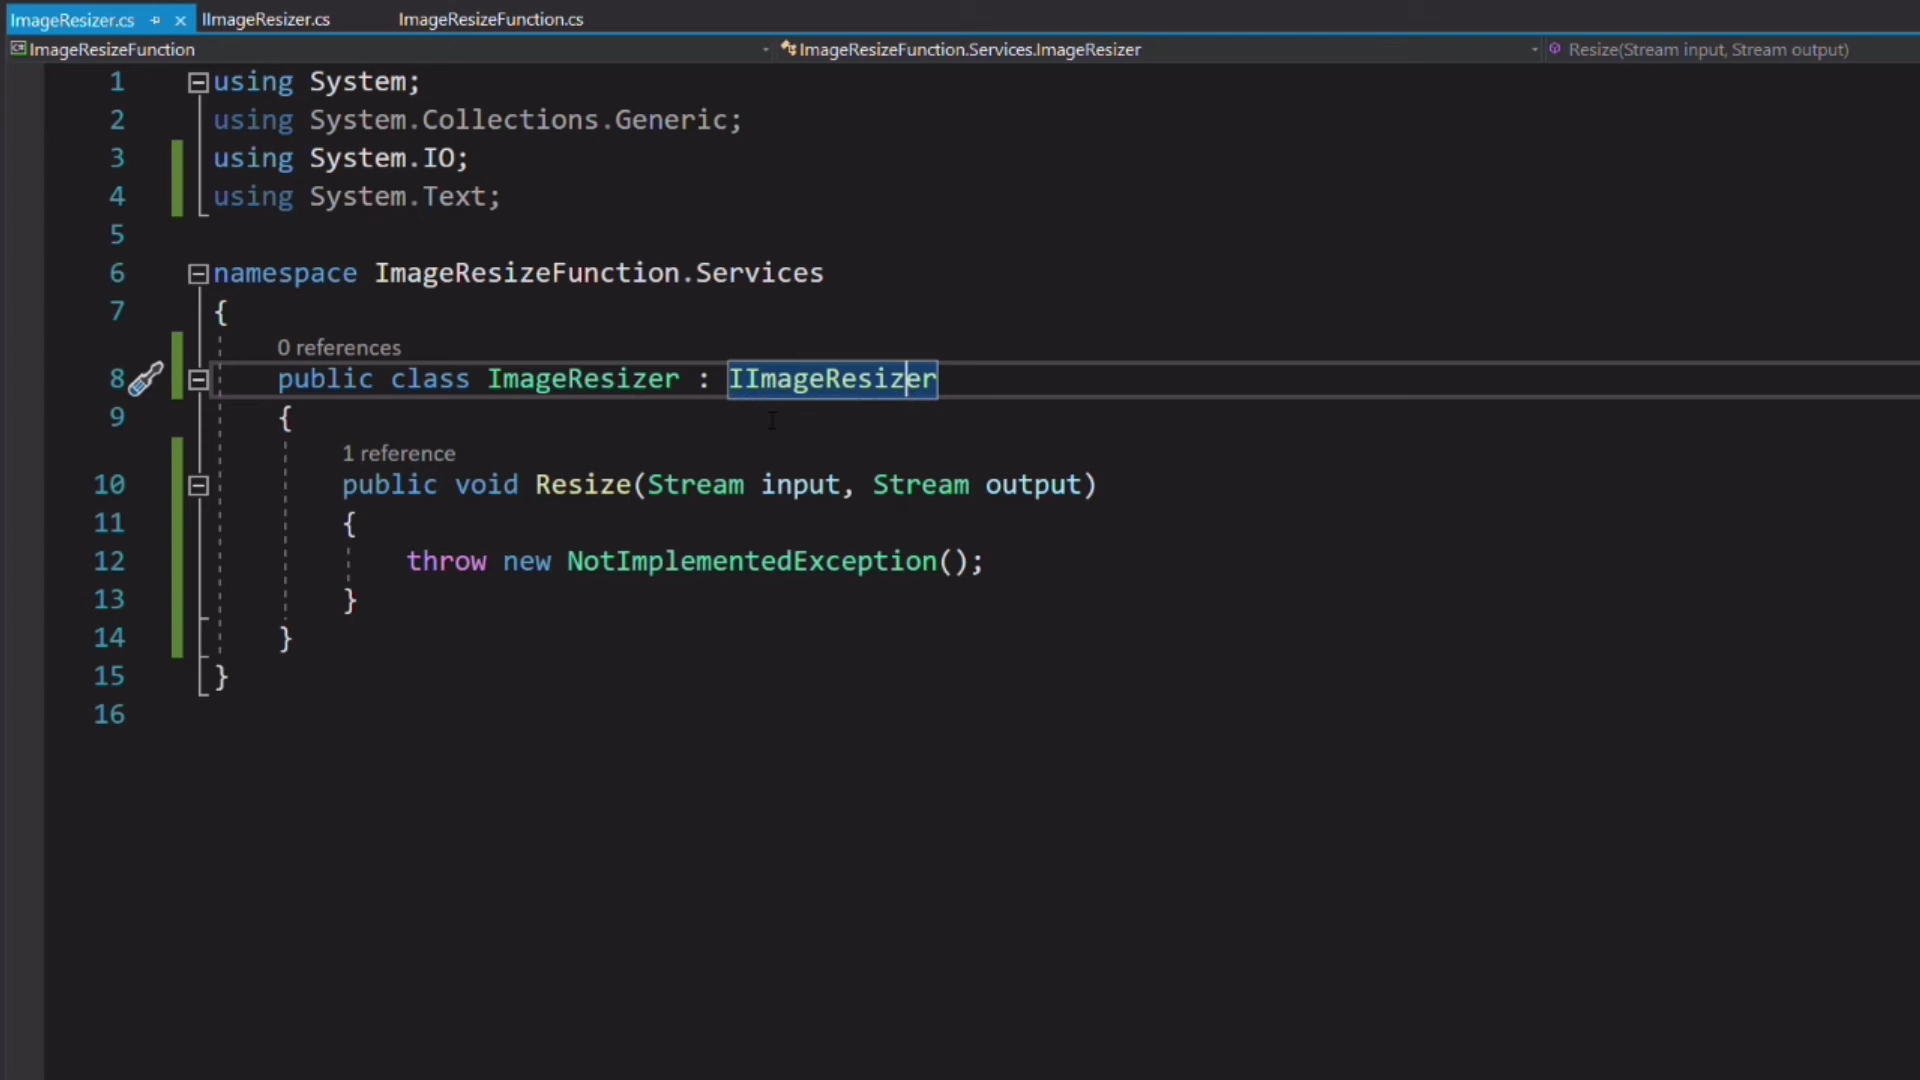 ImageResizer.cs IImageResizer.cs ImageResizeFunction.cs
ImageResizeFunction ImageResizeFunction.Services.ImageResizer Resize(Stream input, Stream output)
1 using System;
2 using System.Collections.Generic;
3 using System.IO;
4 using System.Text;
5
6 namespace ImageResizeFunction.Services
7 {
0 references
8 public class ImageResizer : IImageResizer
9 {
1 reference
10 public void Resize(Stream input, Stream output)
11 {
12 throw new NotImplementedException();
13 }
14 }
15 }
16